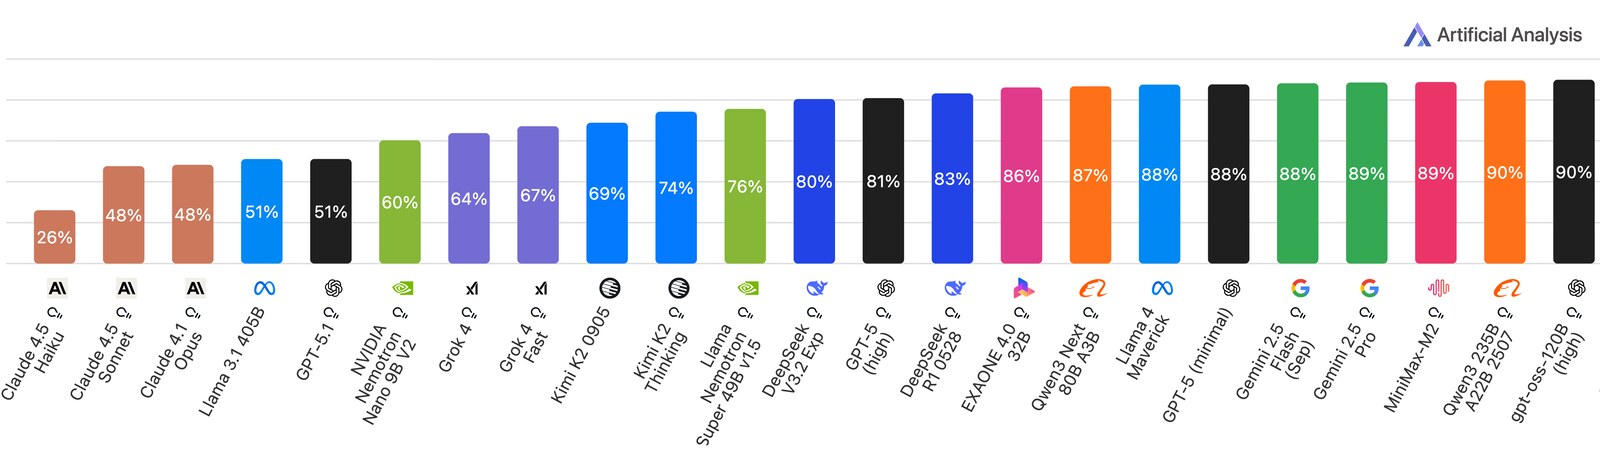 Artificial Analysis
26%
48%
48%
51%
51%
60%
64%
67%
69%
74%
76%
80%
81%
83%
86%
87%
88%
88%
88%
89%
89%
90%
90%
Claude 4.5
Haiku
Claude 4.5
Sonnet
Claude 4.1
Opus
Llama 3.1 405B
GPT-5.1
NVIDIA
Nemotron
Nano 9B V2
Grok 4
Grok 4
Fast
Kimi K2 0905
Kimi K2
Thinking
Llama
Nemotron
Super 49B v1.5
DeepSeek
V3.2 Exp
GPT-5
(high)
DeepSeek
R1 0528
EXAONE 4.0
32B
Qwen3 Next
80B A3B
Llama 4
Maverick
GPT-5 (minimal)
Gemini 2.5
Flash
(Sep)
Gemini 2.5
Pro
MiniMax-M2
Qwen3 235B
A22B 2507
gpt-oss-120B
(high)